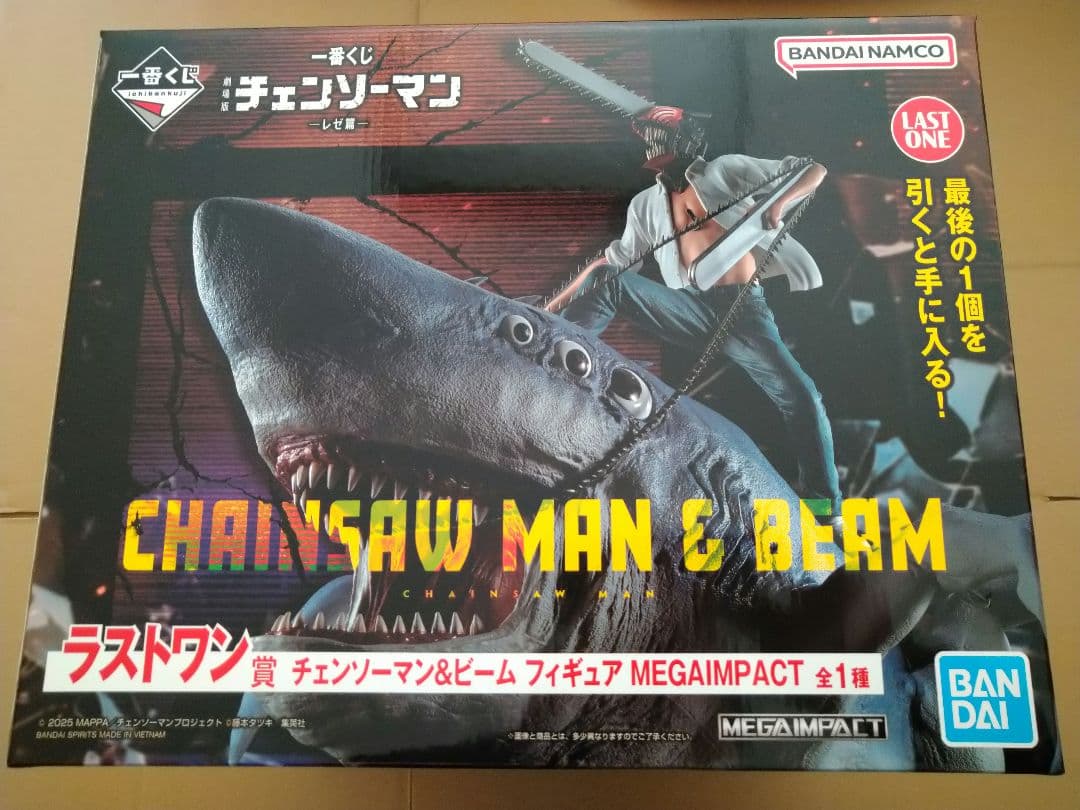 一番くじ
ichibankuji
一番くじ
劇場版
チェンソーマン
―レゼ篇―
BANDAI NAMCO
LAST
ONE
最後の1個を
引くと手に入る!
CHAINSAW MAN & BEAM
CHAINSAW MAN
ラストワン賞 チェンソーマン&ビーム フィギュア MEGAIMPACT 全1種
© 2025 MAPPA/チェンソーマンプロジェクト ©藤本タツキ/集英社
BANDAI SPIRITS MADE IN VIETNAM
☆画像と商品とは、多少異なりますのでご了承ください。
MEGAIMPACT
BAN
DAI